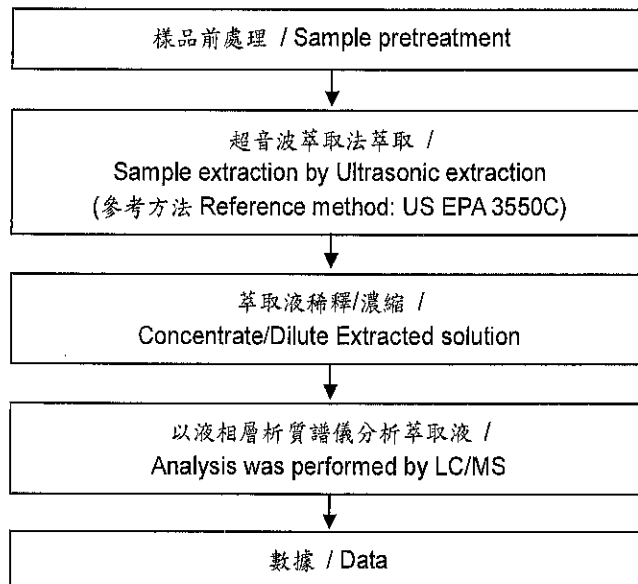 樣品前處理 / Sample pretreatment
超音波萃取法萃取 /
Sample extraction by Ultrasonic extraction
(參考方法 Reference method: US EPA 3550C)
萃取液稀釋/濃縮 /
Concentrate/Dilute Extracted solution
以液相層析質譜儀分析萃取液 /
Analysis was performed by LC/MS
數據 / Data